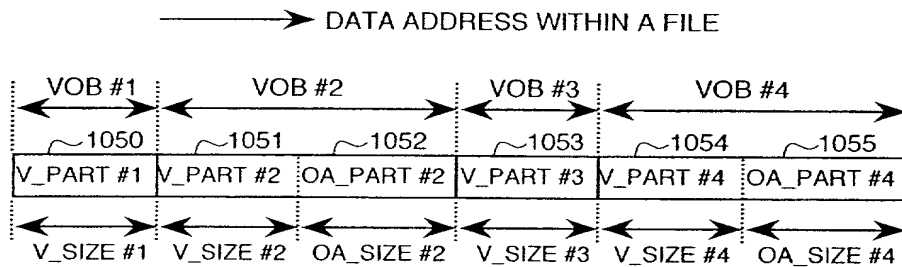 DATA ADDRESS WITHIN A FILE
VOB #1 VOB #2 VOB #3 VOB #4
1050 1051 1052 1053 1054 1055
V_PART #1 V_PART #2 OA_PART #2 V_PART #3 V_PART #4 OA_PART #4
V_SIZE #1 V_SIZE #2 OA_SIZE #2 V_SIZE #3 V_SIZE #4 OA_SIZE #4